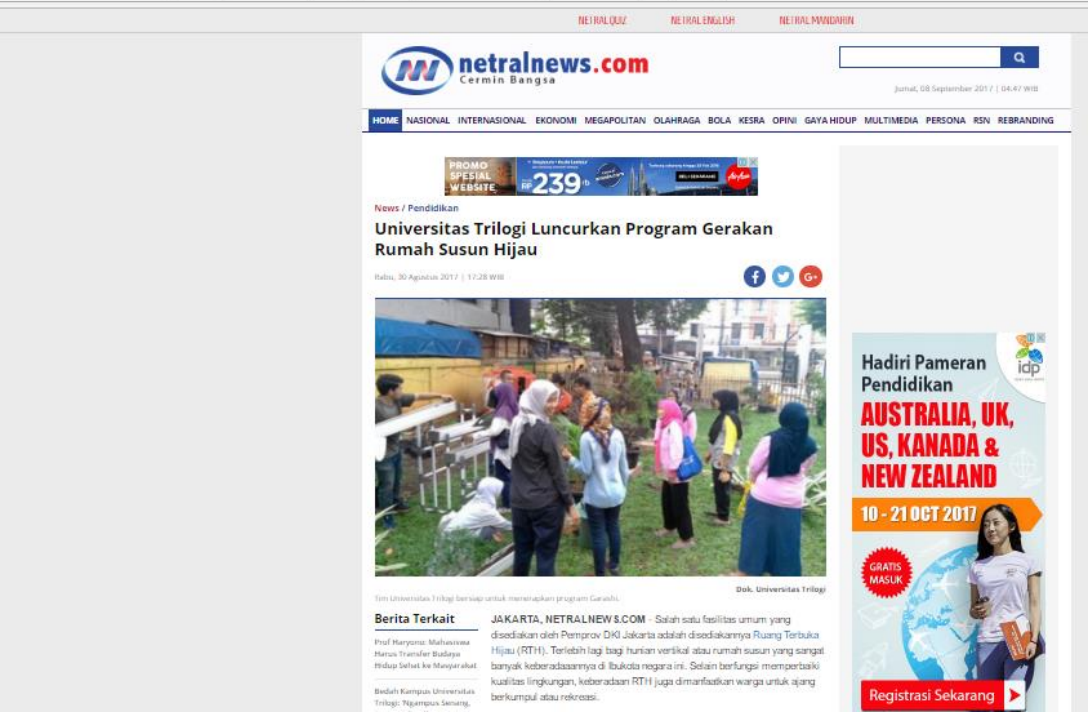 NETRAL QUIZ NETRAL ENGLISH NETRAL MANDARIN
netralnews.com
Cermin Bangsa
Jumat, 08 September 2017 | 04:47 WIB
HOME NASIONAL INTERNASIONAL EKONOMI MEGAPOLITAN OLAHRAGA BOLA KESRA OPINI GAYA HIDUP MULTIMEDIA PERSONA RSN REBRANDING
PROMO
SPESIAL
WEBSITE
RP 239
BELI SEKARANG
AirAsia
News / Pendidikan
Universitas Trilogi Luncurkan Program Gerakan
Rumah Susun Hijau
Rabu, 30 Agustus 2017 | 17:28 WIB
f
G+
Dok. Universitas Trilogi
Tim Universitas Trilogi bersiap untuk menerapkan program Garashi.
Berita Terkait
Prof Haryono: Mahasiswa
Harus Transfer Budaya
Hidup Sehat ke Masyarakat
Bedah Kampus Universitas
Trilogi: 'Ngampus Senang,
JAKARTA, NETRALNEWS.COM - Salah satu fasilitas umum yang
disediakan oleh Pemprov DKI Jakarta adalah disediakannya Ruang Terbuka
Hijau (RTH). Terlebih lagi bagi hunian vertikal atau rumah susun yang sangat
banyak keberadaaannya di Ibukota negara ini. Selain berfungsi memperbaiki
kualitas lingkungan, keberadaan RTH juga dimanfaatkan warga untuk ajang
berkumpul atau rekreasi.
idp
Hadiri Pameran
Pendidikan
AUSTRALIA, UK,
US, KANADA &
NEW ZEALAND
10 - 21 OCT 2017
GRATIS
MASUK
Registrasi Sekarang